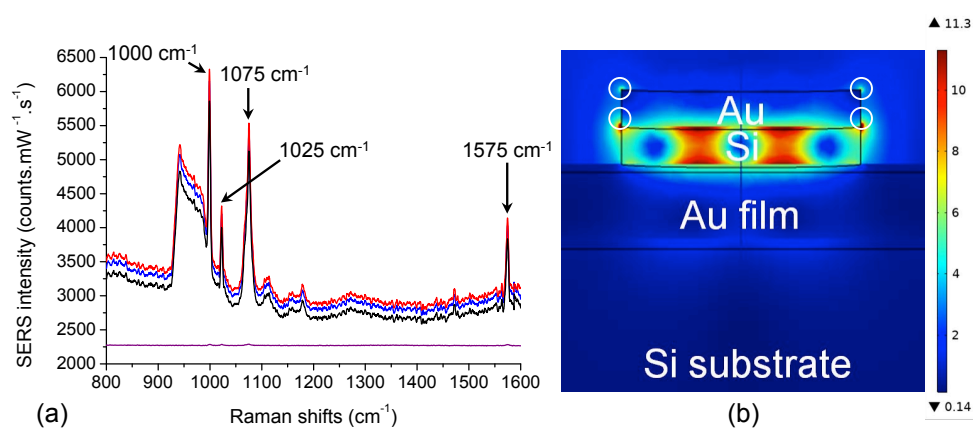 1000 cm⁻¹
1075 cm⁻¹
1025 cm⁻¹
1575 cm⁻¹
6500
6000
5500
5000
4500
4000
3500
3000
2500
2000
SERS intensity (counts.mW⁻¹.s⁻¹)
800 900 1000 1100 1200 1300 1400 1500 1600
Raman shifts (cm⁻¹)
(a)
Au
Si
Au film
Si substrate
(b)
▲ 11.3
10
8
6
4
2
▼ 0.14